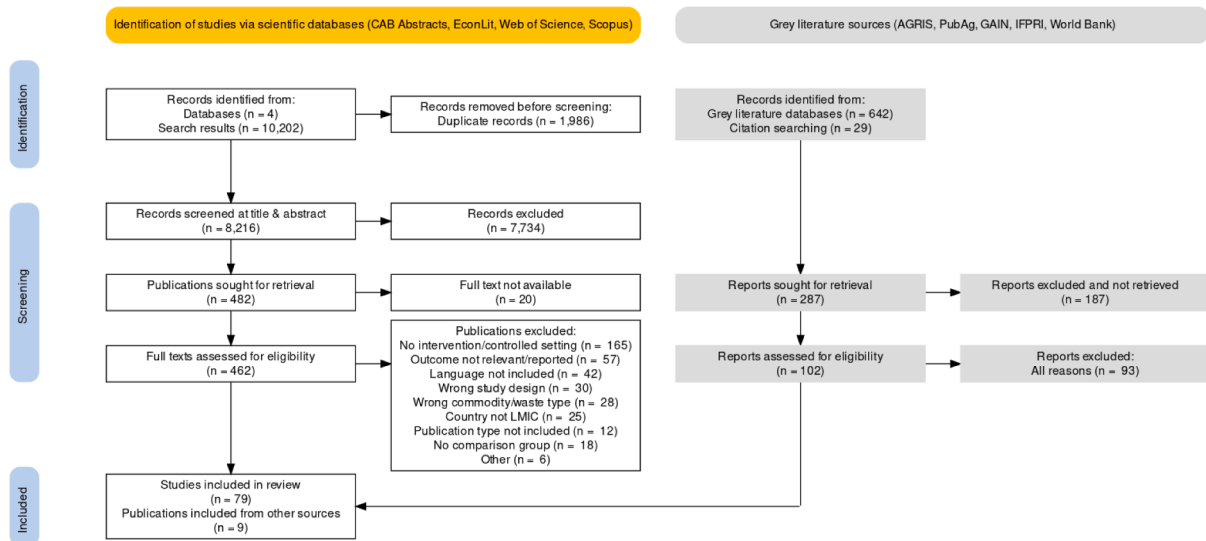 Identification of studies via scientific databases (CAB Abstracts, EconLit, Web of Science, Scopus)
Grey literature sources (AGRIS, PubAg, GAIN, IFPRI, World Bank)
Identification
Records identified from:
Databases (n = 4)
Search results (n = 10,202)
Records removed before screening:
Duplicate records (n = 1,986)
Records identified from:
Grey literature databases (n = 642)
Citation searching (n = 29)
Screening
Records screened at title & abstract
(n = 8,216)
Records excluded
(n = 7,734)
Publications sought for retrieval
(n = 482)
Full text not available
(n = 20)
Reports sought for retrieval
(n = 287)
Reports excluded and not retrieved
(n = 187)
Full texts assessed for eligibility
(n = 462)
Publications excluded:
No intervention/controlled setting (n = 165)
Outcome not relevant/reported (n = 57)
Language not included (n = 42)
Wrong study design (n = 30)
Wrong commodity/waste type (n = 28)
Country not LMIC (n = 25)
Publication type not included (n = 12)
No comparison group (n = 18)
Other (n = 6)
Reports assessed for eligibility
(n = 102)
Reports excluded:
All reasons (n = 93)
Included
Studies included in review
(n = 79)
Publications included from other sources
(n = 9)